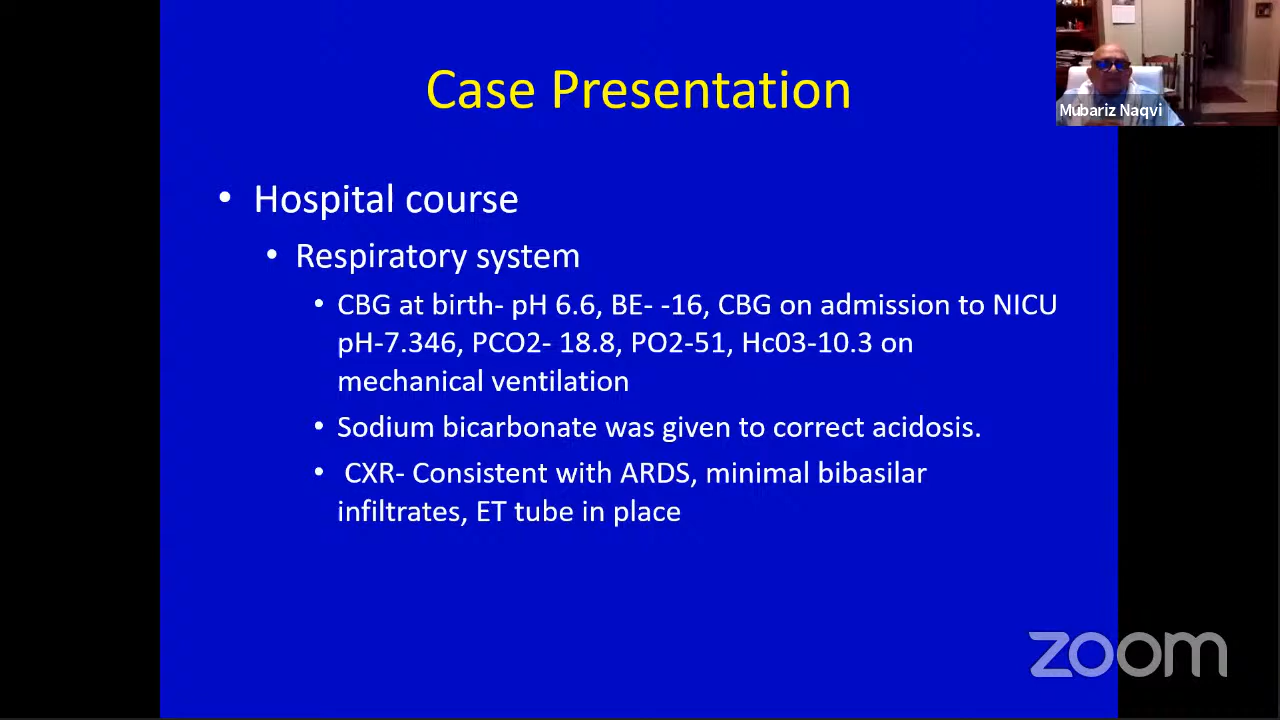 Case Presentation
Mubariz Naqvi
• Hospital course
• Respiratory system
• CBG at birth- pH 6.6, BE- -16, CBG on admission to NICU
pH-7.346, PCO2- 18.8, PO2-51, Hc03-10.3 on
mechanical ventilation
• Sodium bicarbonate was given to correct acidosis.
• CXR- Consistent with ARDS, minimal bibasilar
infiltrates, ET tube in place
zoom